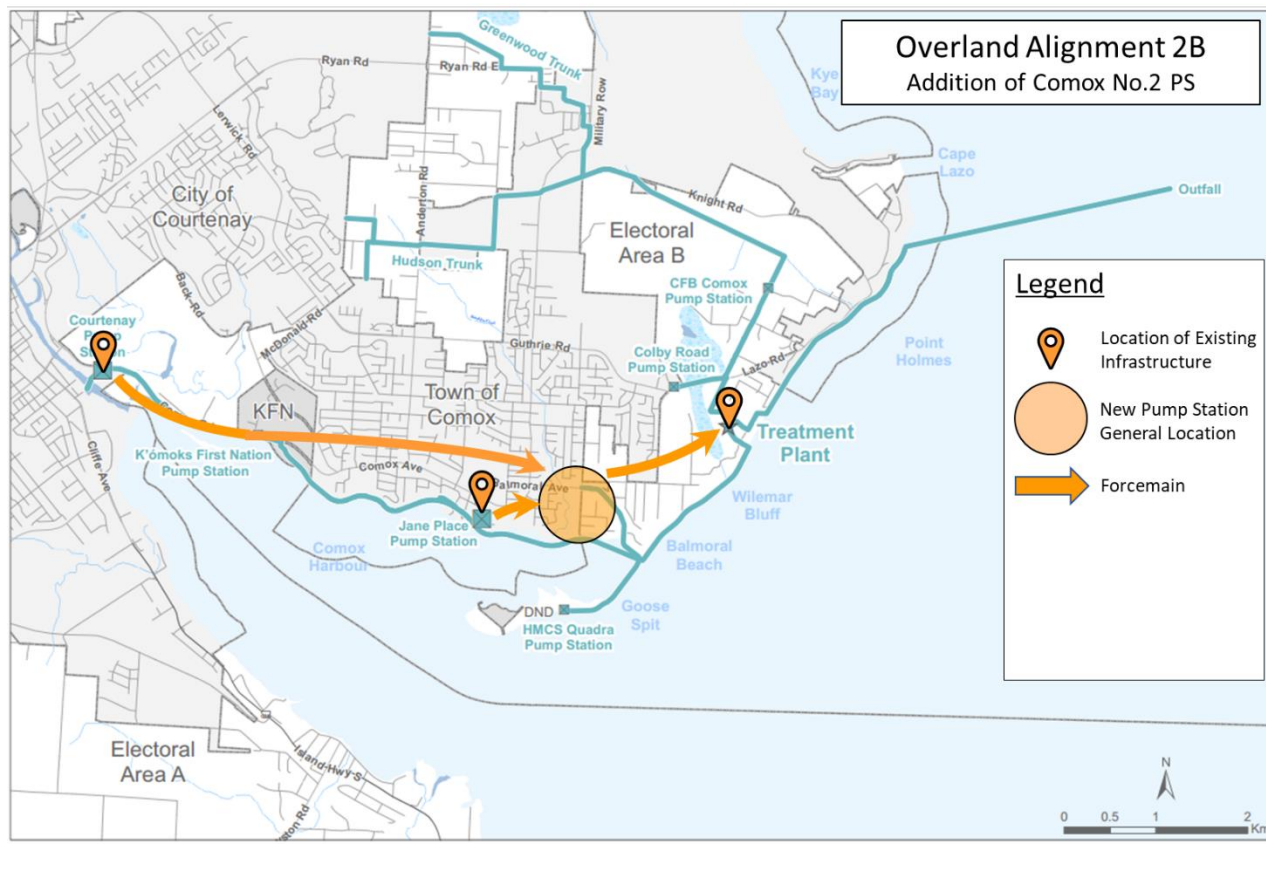 Overland Alignment 2B
Addition of Comox No.2 PS
Greenwood Trunk
Ryan Rd
Ryan Rd E
Military Row
Kye
Bay
Cape
Lazo
Outfall
Lerwick Rd
City of
Courtenay
Anderton Rd
Knight Rd
Electoral
Area B
Hudson Trunk
CFB Comox
Pump Station
Back Rd
McDonald Rd
Guthrie Rd
Colby Road
Pump Station
Lazo Rd
Point
Holmes
Courtenay
Station
KFN
Town of
Comox
Treatment
Plant
Cliffe Ave
K'ómoks First Nation
Pump Station
Comox Ave
Balmoral Ave
Jane Place
Pump Station
Wilemar
Bluff
Balmoral
Beach
Comox
Harbour
Goose
Spit
DND
HMCS Quadra
Pump Station
Electoral
Area A
Island Hwy S
rston Rd
Legend
Location of Existing
Infrastructure
New Pump Station
General Location
Forcemain
N
0 0.5 1 2
Km